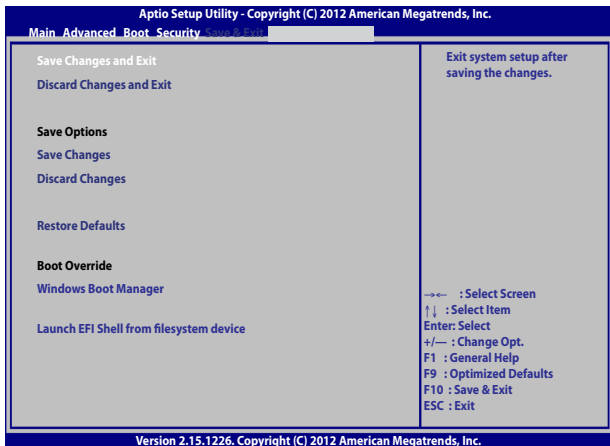 Aptio Setup Utility - Copyright (C) 2012 American Megatrends, Inc.
Main Advanced Boot Security Save & Exit
Save Changes and Exit
Discard Changes and Exit
Save Options
Save Changes
Discard Changes
Restore Defaults
Boot Override
Windows Boot Manager
Launch EFI Shell from filesystem device
Exit system setup after
saving the changes.
→← : Select Screen
↑↓ : Select Item
Enter: Select
+/— : Change Opt.
F1 : General Help
F9 : Optimized Defaults
F10 : Save & Exit
ESC : Exit
Version 2.15.1226. Copyright (C) 2012 American Megatrends, Inc.